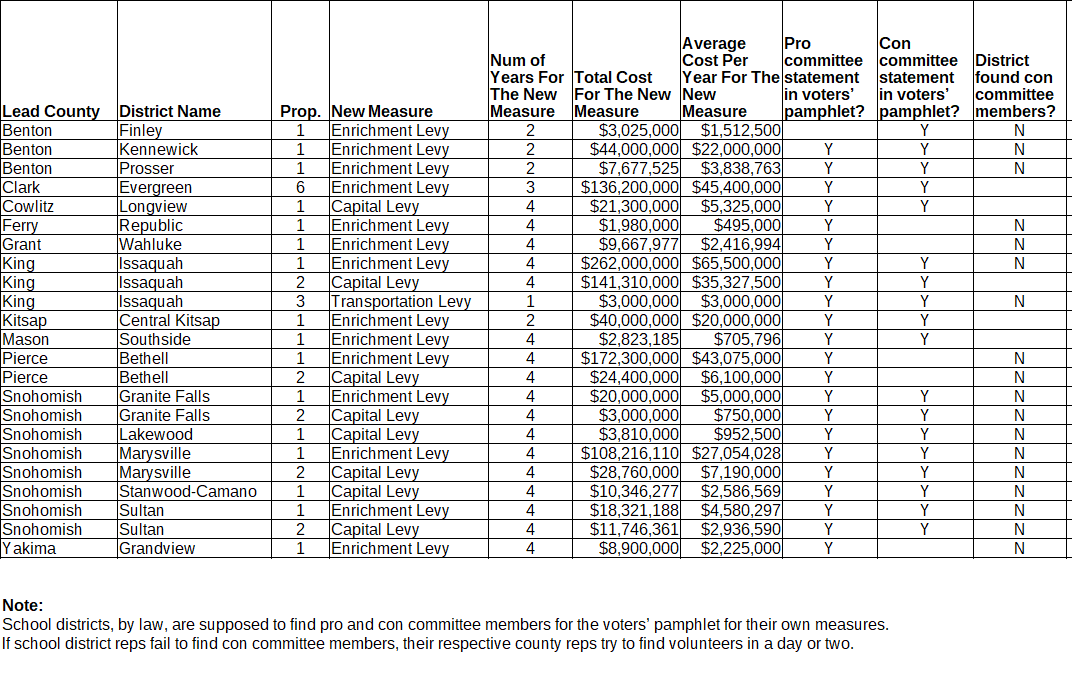 Lead County | District Name | Prop. | New Measure | Num of Years For The New Measure | Total Cost For The New Measure | Average Cost Per Year For The New Measure | Pro committee statement in voters’ pamphlet? | Con committee statement in voters’ pamphlet? | District found con committee members?
Benton | Finley | 1 | Enrichment Levy | 2 | $3,025,000 | $1,512,500 | | Y | N
Benton | Kennewick | 1 | Enrichment Levy | 2 | $44,000,000 | $22,000,000 | Y | Y | N
Benton | Prosser | 1 | Enrichment Levy | 2 | $7,677,525 | $3,838,763 | Y | Y | N
Clark | Evergreen | 6 | Enrichment Levy | 3 | $136,200,000 | $45,400,000 | Y | Y |
Cowlitz | Longview | 1 | Capital Levy | 4 | $21,300,000 | $5,325,000 | Y | Y |
Ferry | Republic | 1 | Enrichment Levy | 4 | $1,980,000 | $495,000 | Y | | N
Grant | Wahluke | 1 | Enrichment Levy | 4 | $9,667,977 | $2,416,994 | Y | | N
King | Issaquah | 1 | Enrichment Levy | 4 | $262,000,000 | $65,500,000 | Y | Y | N
King | Issaquah | 2 | Capital Levy | 4 | $141,310,000 | $35,327,500 | Y | Y |
King | Issaquah | 3 | Transportation Levy | 1 | $3,000,000 | $3,000,000 | Y | Y | N
Kitsap | Central Kitsap | 1 | Enrichment Levy | 2 | $40,000,000 | $20,000,000 | Y | Y |
Mason | Southside | 1 | Enrichment Levy | 4 | $2,823,185 | $705,796 | Y | Y |
Pierce | Bethell | 1 | Enrichment Levy | 4 | $172,300,000 | $43,075,000 | Y | | N
Pierce | Bethell | 2 | Capital Levy | 4 | $24,400,000 | $6,100,000 | Y | | N
Snohomish | Granite Falls | 1 | Enrichment Levy | 4 | $20,000,000 | $5,000,000 | Y | Y | N
Snohomish | Granite Falls | 2 | Capital Levy | 4 | $3,000,000 | $750,000 | Y | Y | N
Snohomish | Lakewood | 1 | Capital Levy | 4 | $3,810,000 | $952,500 | Y | Y | N
Snohomish | Marysville | 1 | Enrichment Levy | 4 | $108,216,110 | $27,054,028 | Y | Y | N
Snohomish | Marysville | 2 | Capital Levy | 4 | $28,760,000 | $7,190,000 | Y | Y | N
Snohomish | Stanwood-Camano | 1 | Capital Levy | 4 | $10,346,277 | $2,586,569 | Y | Y | N
Snohomish | Sultan | 1 | Enrichment Levy | 4 | $18,321,188 | $4,580,297 | Y | Y | N
Snohomish | Sultan | 2 | Capital Levy | 4 | $11,746,361 | $2,936,590 | Y | Y | N
Yakima | Grandview | 1 | Enrichment Levy | 4 | $8,900,000 | $2,225,000 | Y | | N
Note:
School districts, by law, are supposed to find pro and con committee members for the voters’ pamphlet for their own measures.
If school district reps fail to find con committee members, their respective county reps try to find volunteers in a day or two.